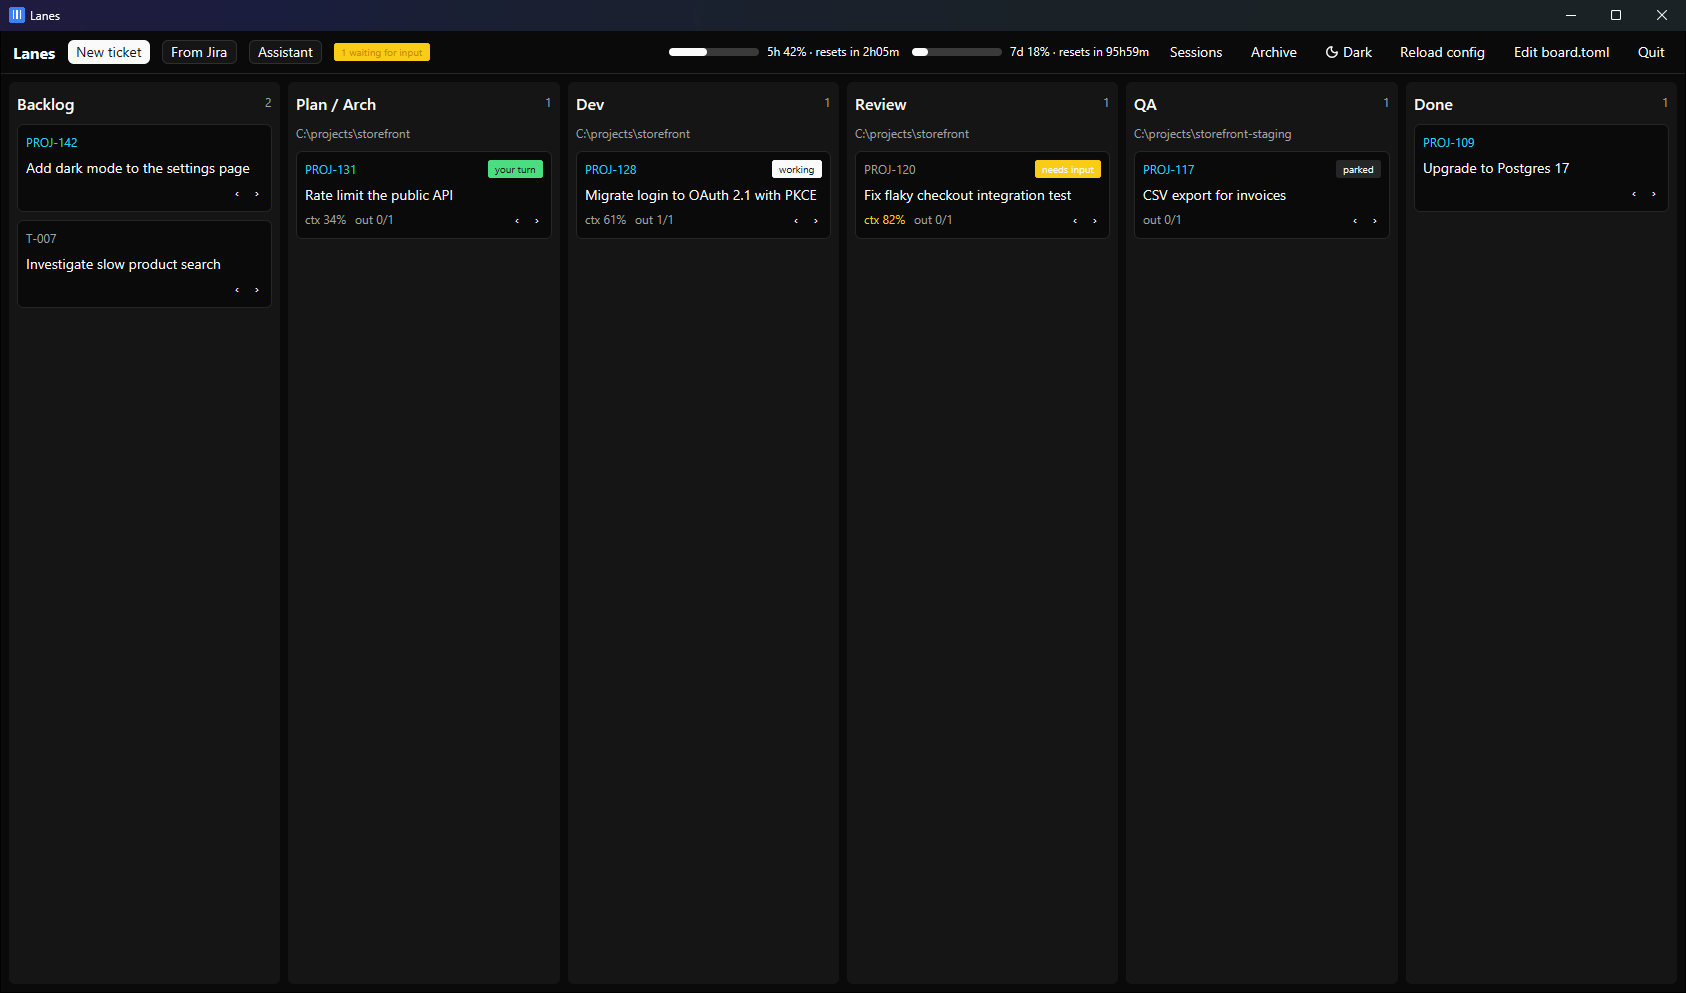 Lanes
Lanes New ticket From Jira Assistant 1 waiting for input 5h 42% · resets in 2h05m 7d 18% · resets in 95h59m Sessions Archive Dark Reload config Edit board.toml Quit
Backlog 2
PROJ-142
Add dark mode to the settings page
‹ ›
T-007
Investigate slow product search
‹ ›
Plan / Arch 1
C:\projects\storefront
PROJ-131 your turn
Rate limit the public API
ctx 34% out 0/1 ‹ ›
Dev 1
C:\projects\storefront
PROJ-128 working
Migrate login to OAuth 2.1 with PKCE
ctx 61% out 1/1 ‹ ›
Review 1
C:\projects\storefront
PROJ-120 needs input
Fix flaky checkout integration test
ctx 82% out 0/1 ‹ ›
QA 1
C:\projects\storefront-staging
PROJ-117 parked
CSV export for invoices
out 0/1 ‹ ›
Done 1
PROJ-109
Upgrade to Postgres 17
‹ ›